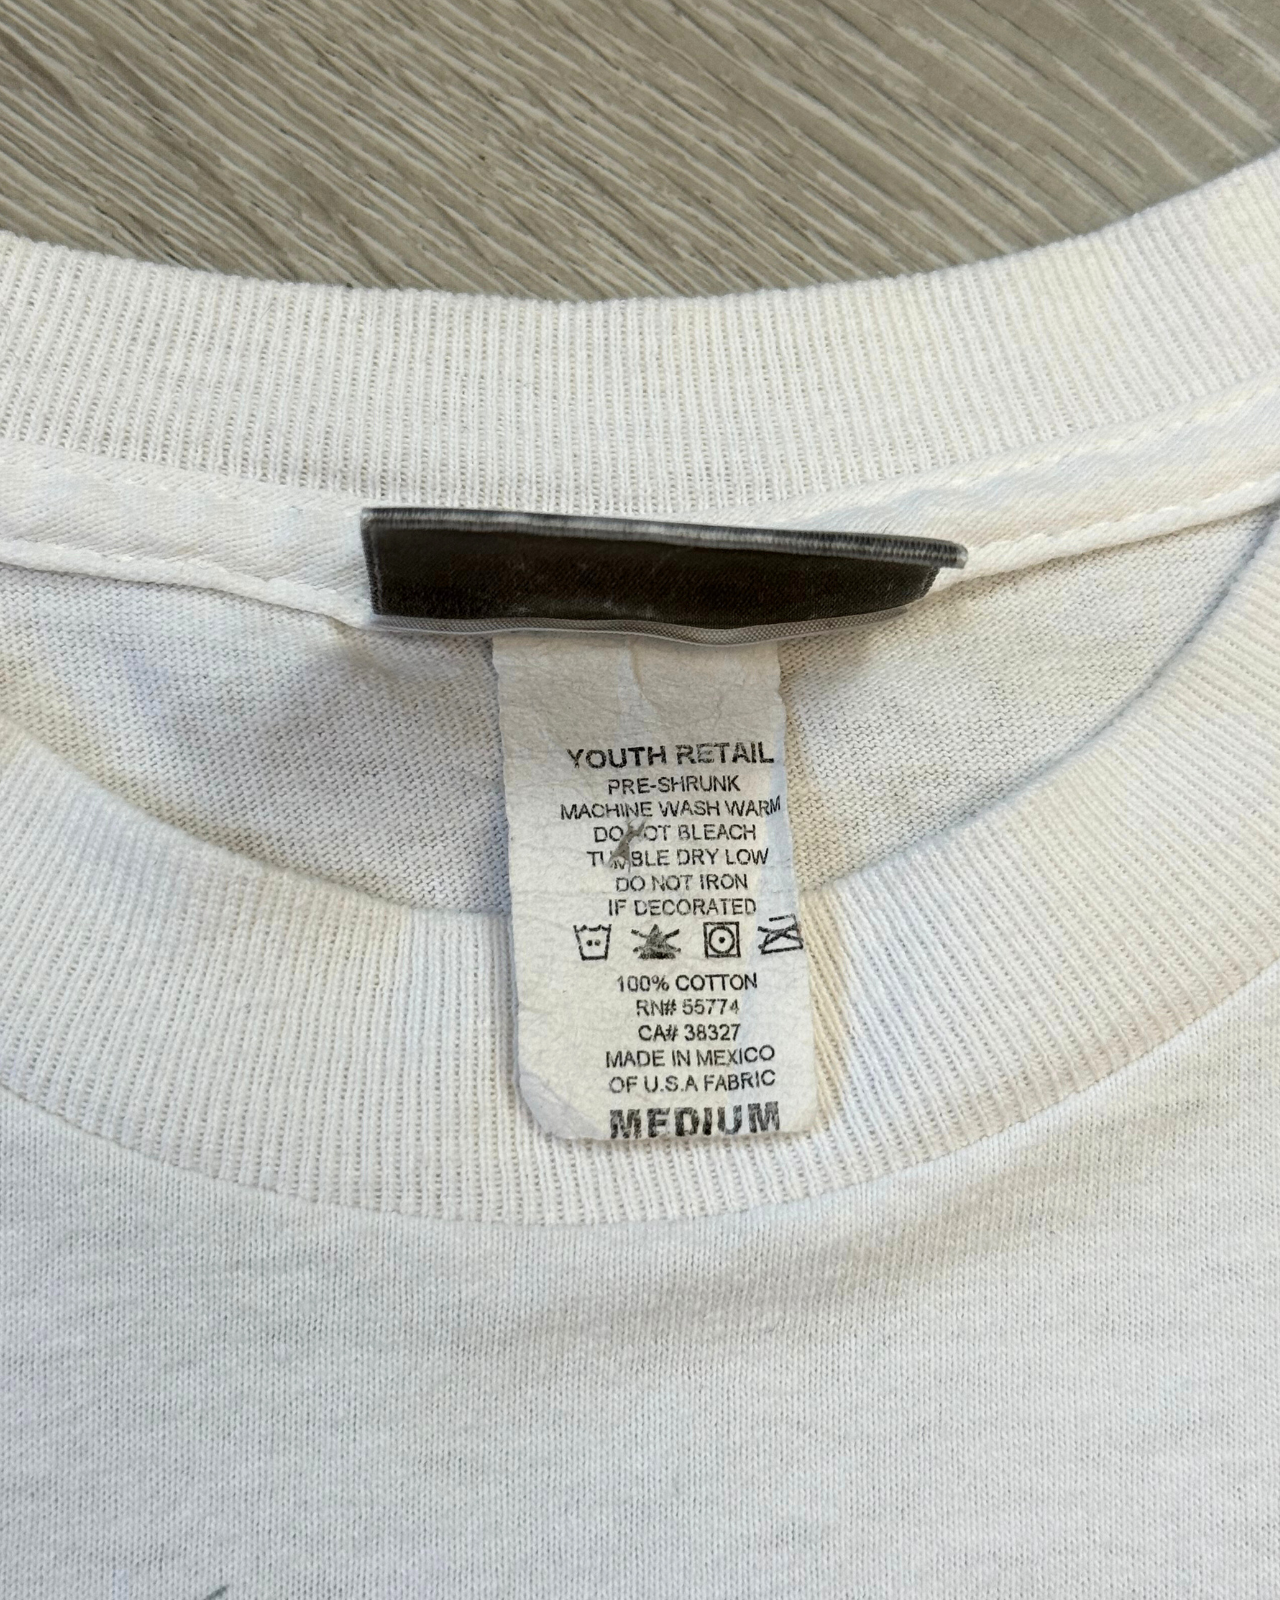 YOUTH RETAIL
PRE-SHRUNK
MACHINE WASH WARM
DO NOT BLEACH
TUMBLE DRY LOW
DO NOT IRON
IF DECORATED
100% COTTON
RN# 55774
CA# 38327
MADE IN MEXICO
OF U.S.A FABRIC
MEDIUM